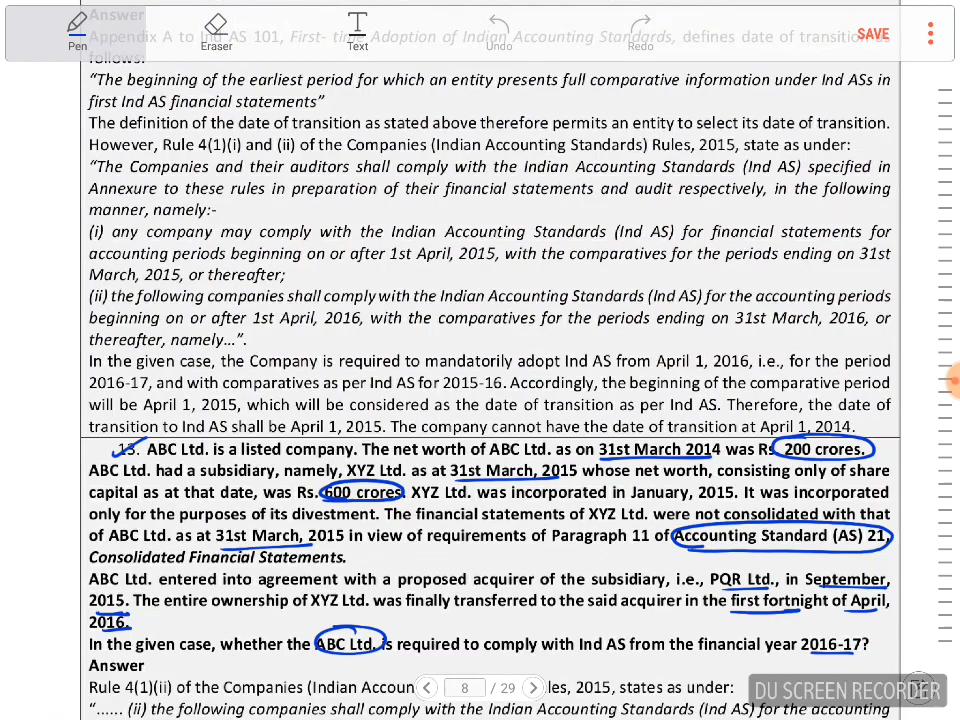 Answer
Pen
Eraser
Text
Undo
Redo
SAVE
Appendix A to Ind AS 101, First- time Adoption of Indian Accounting Standards, defines date of transition as
follows:
“The beginning of the earliest period for which an entity presents full comparative information under Ind ASs in
first Ind AS financial statements”
The definition of the date of transition as stated above therefore permits an entity to select its date of transition.
However, Rule 4(1)(i) and (ii) of the Companies (Indian Accounting Standards) Rules, 2015, state as under:
“The Companies and their auditors shall comply with the Indian Accounting Standards (Ind AS) specified in
Annexure to these rules in preparation of their financial statements and audit respectively, in the following
manner, namely:-
(i) any company may comply with the Indian Accounting Standards (Ind AS) for financial statements for
accounting periods beginning on or after 1st April, 2015, with the comparatives for the periods ending on 31st
March, 2015, or thereafter;
(ii) the following companies shall comply with the Indian Accounting Standards (Ind AS) for the accounting periods
beginning on or after 1st April, 2016, with the comparatives for the periods ending on 31st March, 2016, or
thereafter, namely…”.
In the given case, the Company is required to mandatorily adopt Ind AS from April 1, 2016, i.e., for the period
2016-17, and with comparatives as per Ind AS for 2015-16. Accordingly, the beginning of the comparative period
will be April 1, 2015, which will be considered as the date of transition as per Ind AS. Therefore, the date of
transition to Ind AS shall be April 1, 2015. The company cannot have the date of transition at April 1, 2014.
13. ABC Ltd. is a listed company. The net worth of ABC Ltd. as on 31st March 2014 was Rs. 200 crores.
ABC Ltd. had a subsidiary, namely, XYZ Ltd. as at 31st March, 2015 whose net worth, consisting only of share
capital as at that date, was Rs. 600 crores. XYZ Ltd. was incorporated in January, 2015. It was incorporated
only for the purposes of its divestment. The financial statements of XYZ Ltd. were not consolidated with that
of ABC Ltd. as at 31st March, 2015 in view of requirements of Paragraph 11 of Accounting Standard (AS) 21,
Consolidated Financial Statements.
ABC Ltd. entered into agreement with a proposed acquirer of the subsidiary, i.e., PQR Ltd., in September,
2015. The entire ownership of XYZ Ltd. was finally transferred to the said acquirer in the first fortnight of April,
2016.
In the given case, whether the ABC Ltd. is required to comply with Ind AS from the financial year 2016-17?
Answer
Rule 4(1)(ii) of the Companies (Indian Accoun les, 2015, states as under:
8 / 29
DU SCREEN RECORDER
“...... (ii) the following companies shall comply with the Indian Accounting Standards (Ind AS) for the accounting